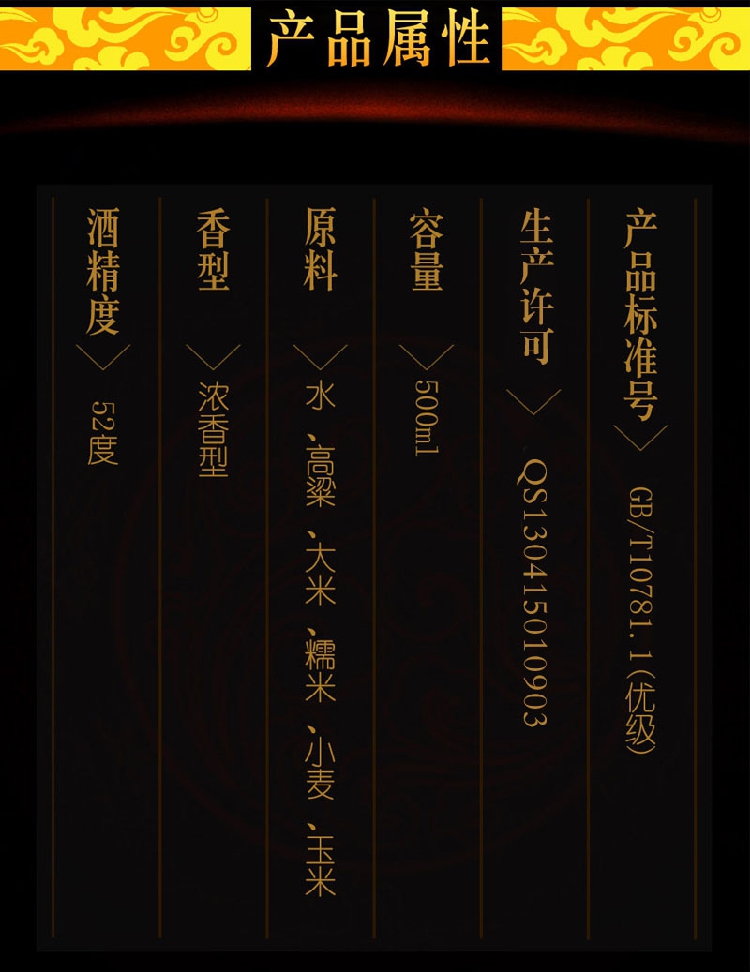 产品属性
酒精度
52度
香型
浓香型
原料
水、高粱、大米、糯米、小麦、玉米
容量
500ml
生产许可
QS130415010903
产品标准号
GB/T10781.1(优级)